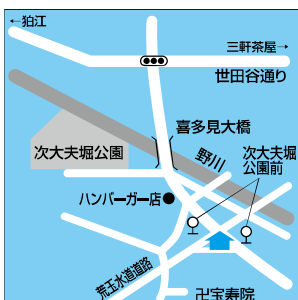 ←狛江
三軒茶屋→
世田谷通り
喜多見大橋
野川
次大夫堀公園
次大夫堀
公園前
ハンバーガー店
荒玉水道道路
卍宝寿院